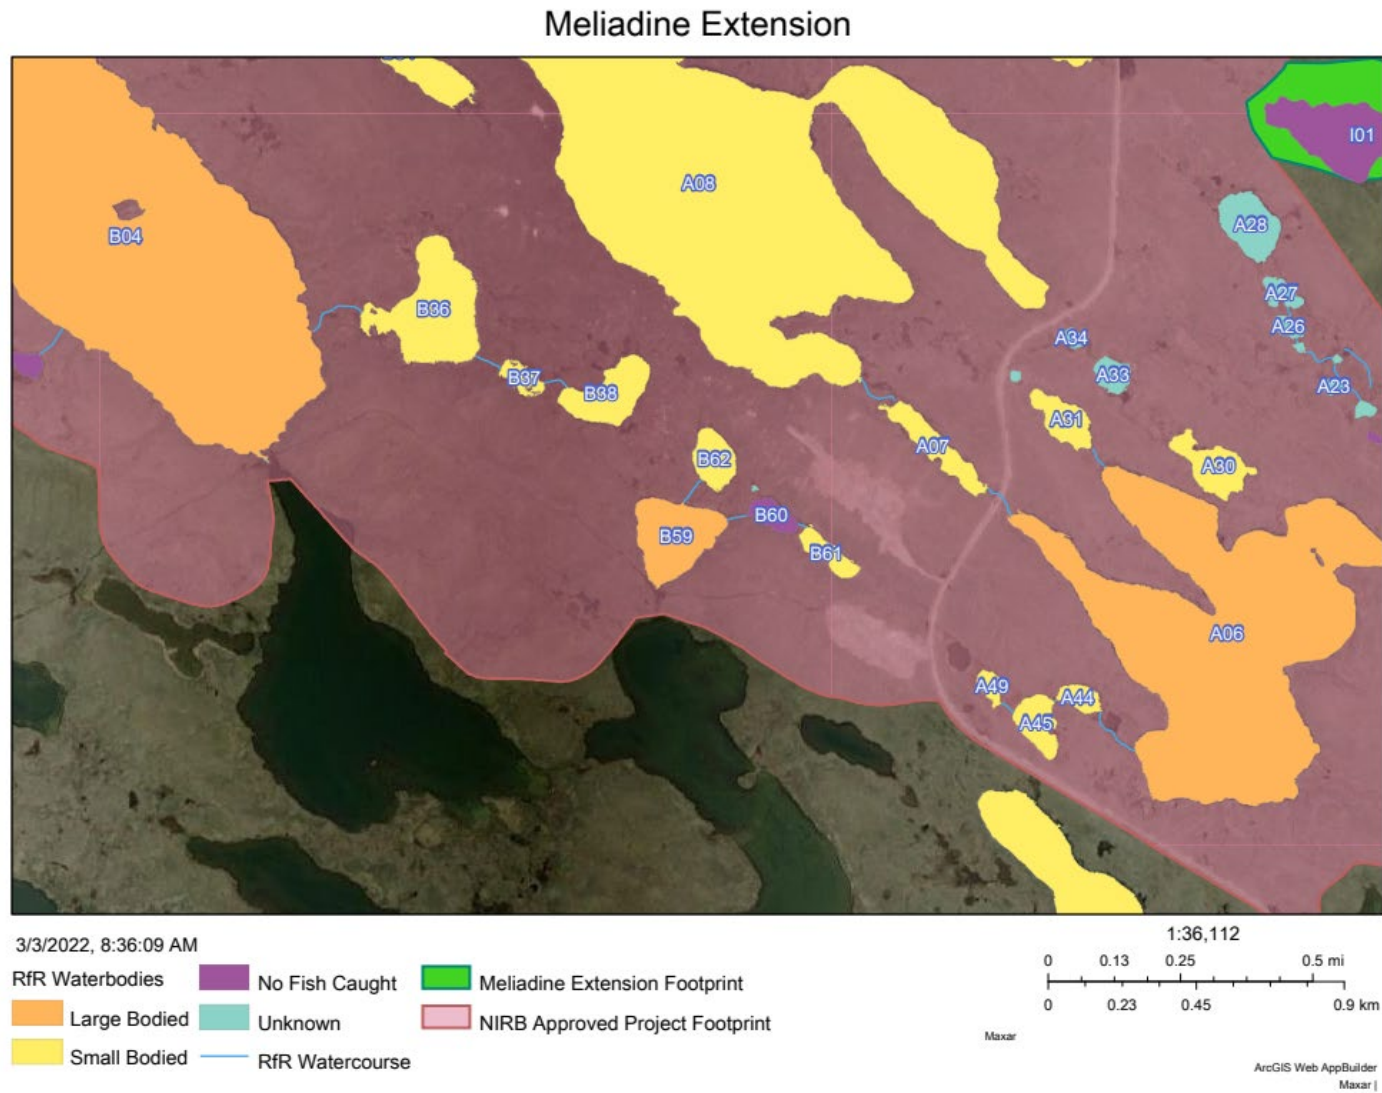 Meliadine Extension
I01
A08
B04
A28
A27
B36
A26
A34
B37
A33
A23
B38
A31
A07
B62
A30
B60
B59
B61
A06
A49
A44
A45
3/3/2022, 8:36:09 AM
RfR Waterbodies
Large Bodied
Small Bodied
No Fish Caught
Unknown
RfR Watercourse
Meliadine Extension Footprint
NIRB Approved Project Footprint
1:36,112
0 0.13 0.25 0.5 mi
0 0.23 0.45 0.9 km
Maxar
ArcGIS Web AppBuilder
Maxar |